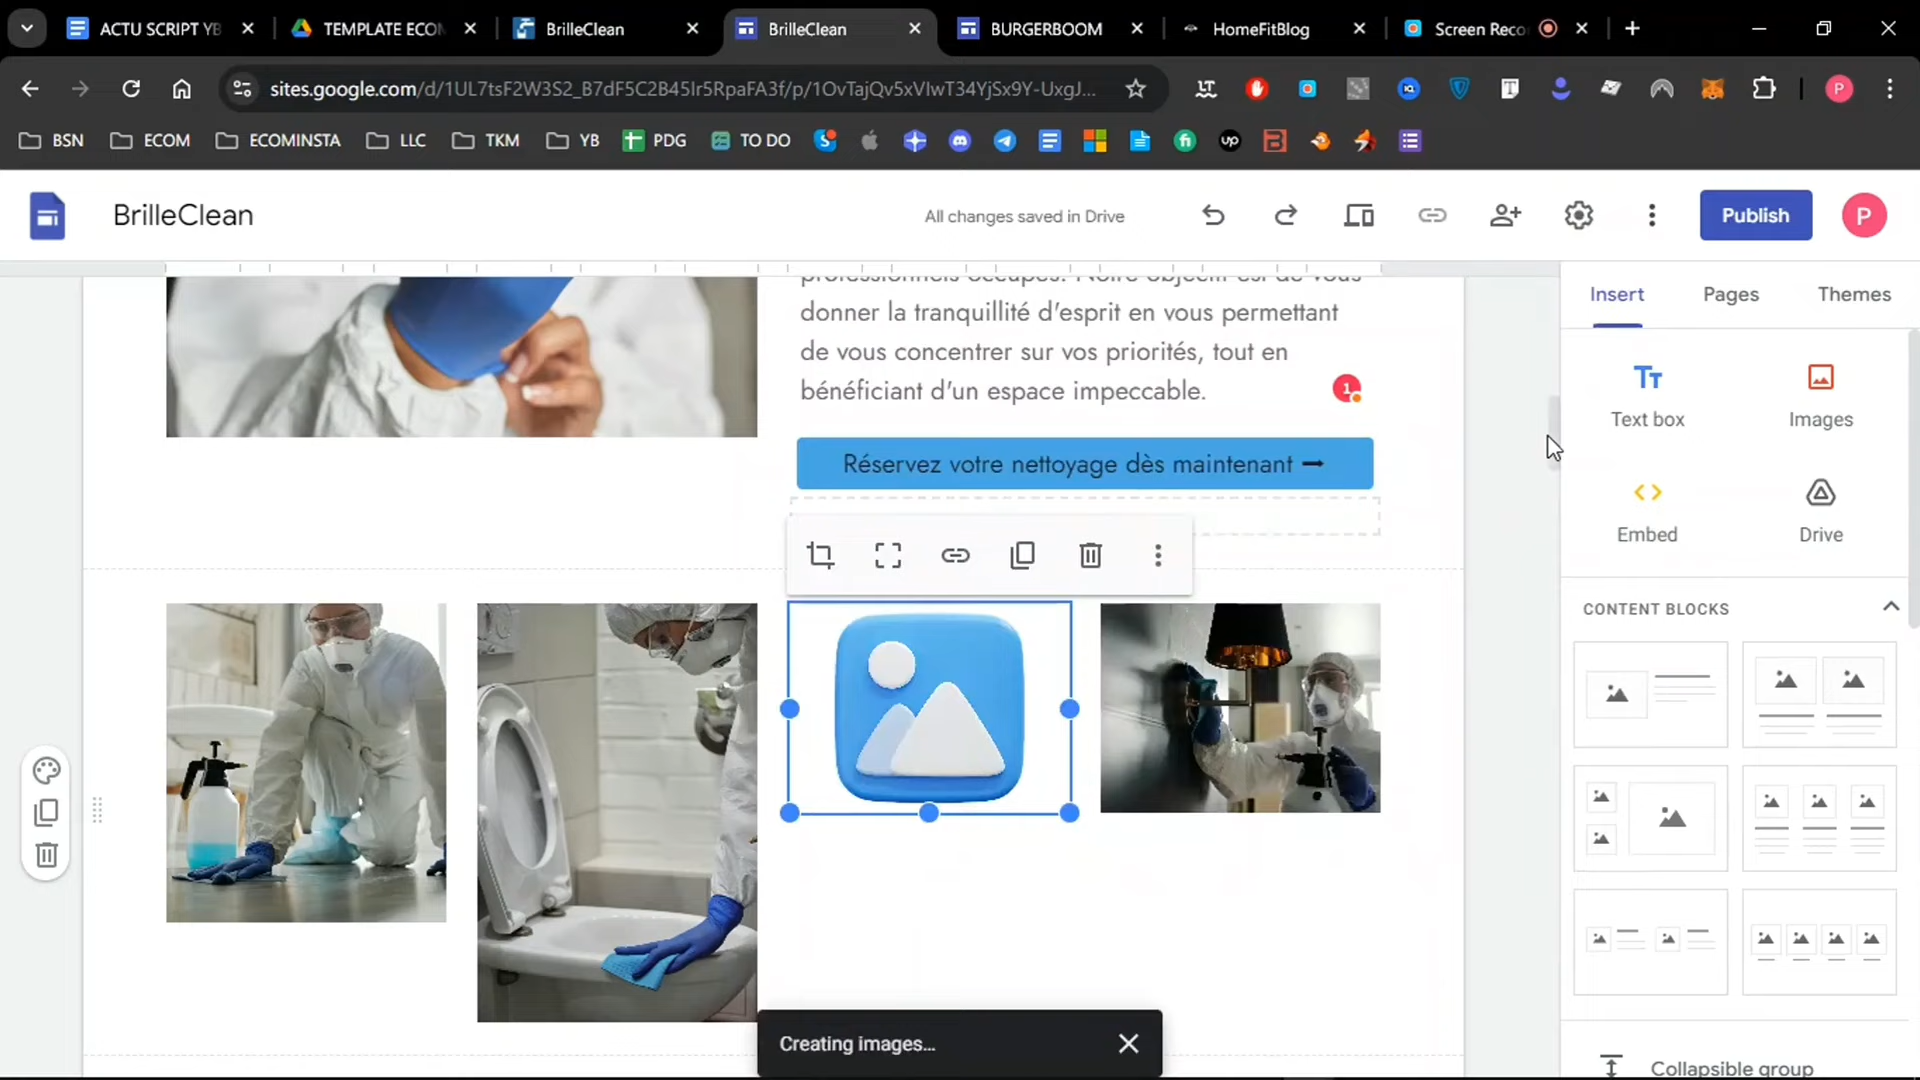 ACTU SCRIPT YB
TEMPLATE ECOM
BrilleClean
BrilleClean
BURGERBOOM
HomeFitBlog
Screen Reco
sites.google.com/d/1UL7tsF2W3S2_B7dF5C2B45lr5RpaFA3f/p/1OvTajQv5xVIwT34YjSx9Y-UxgJ...
BSN
ECOM
ECOMINSTA
LLC
TKM
YB
PDG
TO DO
BrilleClean
All changes saved in Drive
Publish
P
donner la tranquillité d'esprit en vous permettant
de vous concentrer sur vos priorités, tout en
bénéficiant d'un espace impeccable.
1
Réservez votre nettoyage dès maintenant ➞
Creating images...
Insert
Pages
Themes
Text box
Images
Embed
Drive
CONTENT BLOCKS
Collapsible group